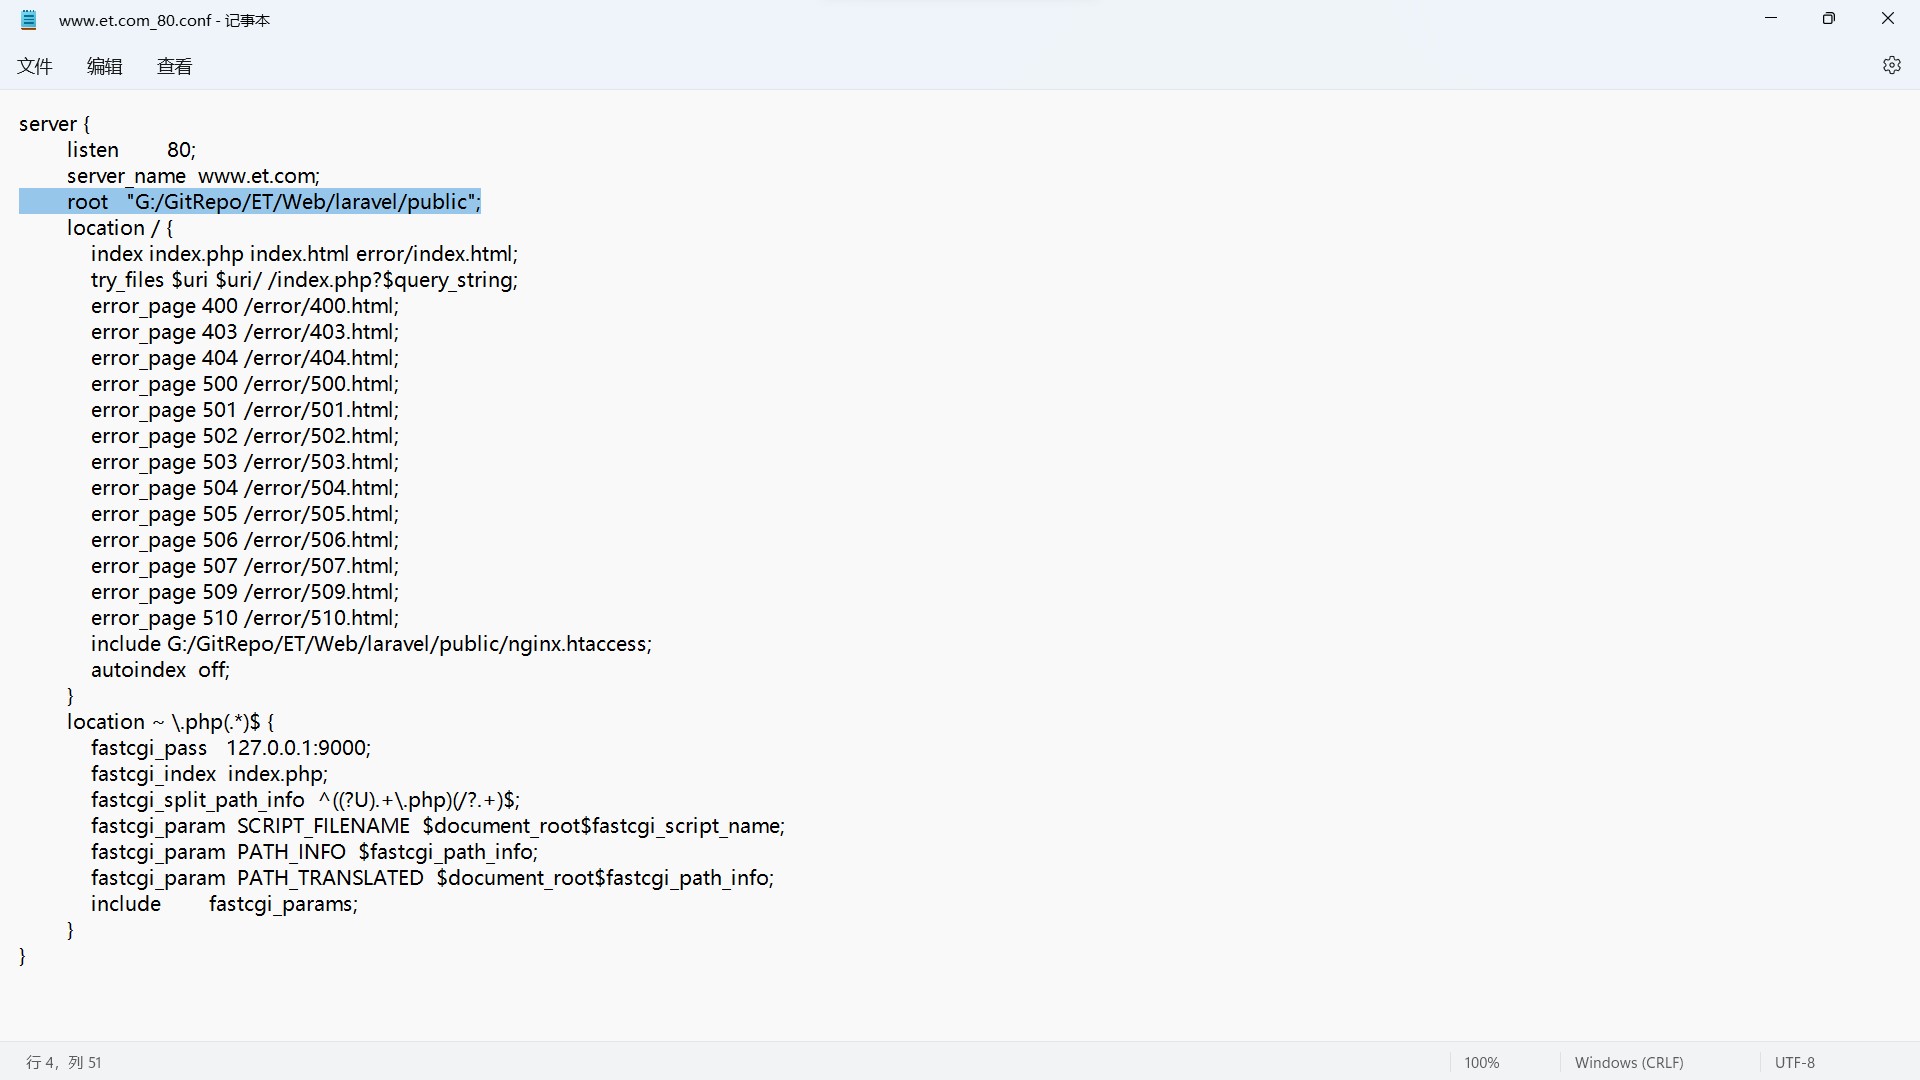 www.et.com_80.conf - 记事本
文件 编辑 查看
server {
listen 80;
server_name www.et.com;
root "G:/GitRepo/ET/Web/laravel/public";
location / {
index index.php index.html error/index.html;
try_files $uri $uri/ /index.php?$query_string;
error_page 400 /error/400.html;
error_page 403 /error/403.html;
error_page 404 /error/404.html;
error_page 500 /error/500.html;
error_page 501 /error/501.html;
error_page 502 /error/502.html;
error_page 503 /error/503.html;
error_page 504 /error/504.html;
error_page 505 /error/505.html;
error_page 506 /error/506.html;
error_page 507 /error/507.html;
error_page 509 /error/509.html;
error_page 510 /error/510.html;
include G:/GitRepo/ET/Web/laravel/public/nginx.htaccess;
autoindex off;
}
location ~ \.php(.*)$ {
fastcgi_pass 127.0.0.1:9000;
fastcgi_index index.php;
fastcgi_split_path_info ^((?U).+\.php)(/?.+)$;
fastcgi_param SCRIPT_FILENAME $document_root$fastcgi_script_name;
fastcgi_param PATH_INFO $fastcgi_path_info;
fastcgi_param PATH_TRANSLATED $document_root$fastcgi_path_info;
include fastcgi_params;
}
}
行 4，列 51 100% Windows (CRLF) UTF-8